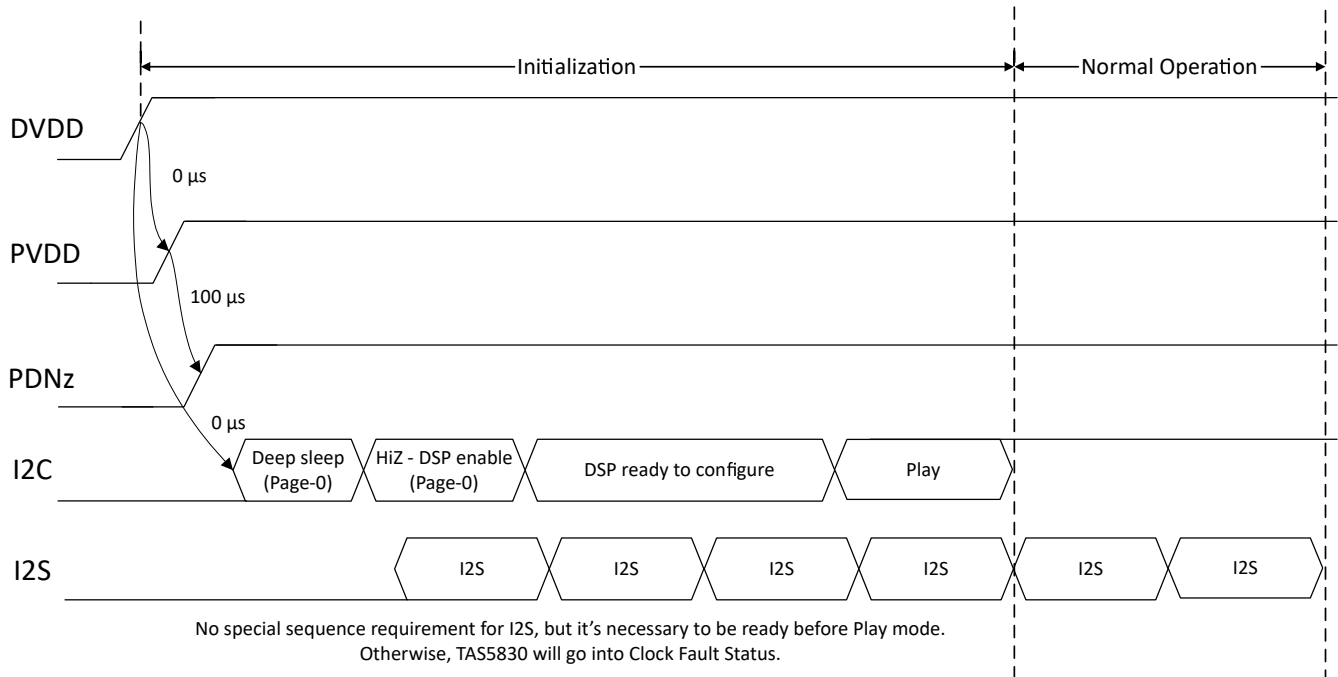 Initialization
Normal Operation
DVDD
0 µs
PVDD
100 µs
PDNz
0 µs
I2C
Deep sleep
(Page-0)
HiZ - DSP enable
(Page-0)
DSP ready to configure
Play
I2S
I2S
I2S
I2S
I2S
I2S
I2S
No special sequence requirement for I2S, but it's necessary to be ready before Play mode.
Otherwise, TAS5830 will go into Clock Fault Status.